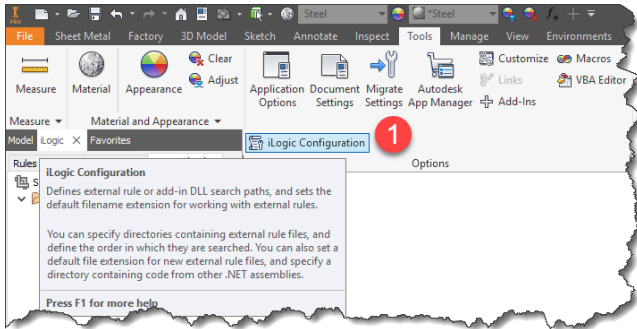 PRO
Steel
*Steel
fx
File Sheet Metal Factory 3D Model Sketch Annotate Inspect Tools Manage View Environments
Clear
Adjust
Measure
Material
Appearance
Application
Options
Document
Settings
Migrate
Settings
Autodesk
App Manager
Customize
Links
Add-Ins
Macros
VBA Editor
Measure
Material and Appearance
Model iLogic Favorites
iLogic Configuration
1
Options
Rules
S
iLogic Configuration
Defines external rule or add-in DLL search paths, and sets the
default filename extension for working with external rules.
You can specify directories containing external rule files, and
define the order in which they are searched. You can also set a
default file extension for new external rule files, and specify a
directory containing code from other .NET assemblies.
Press F1 for more help